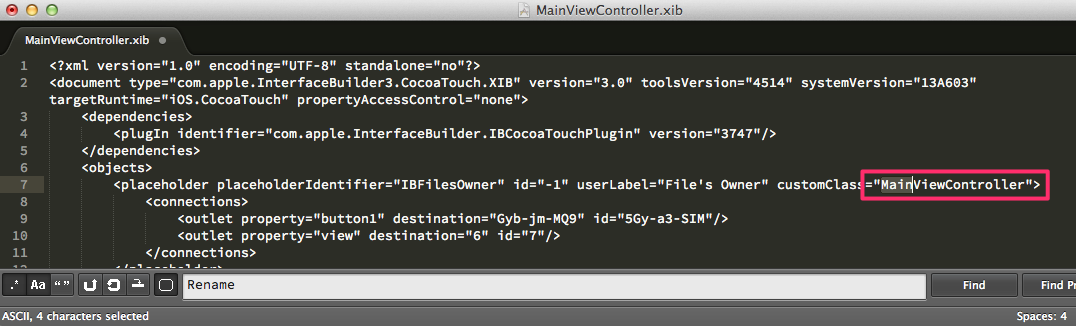 MainViewController.xib
MainViewController.xib
1 <?xml version="1.0" encoding="UTF-8" standalone="no"?>
2 <document type="com.apple.InterfaceBuilder3.CocoaTouch.XIB" version="3.0" toolsVersion="4514" systemVersion="13A603"
targetRuntime="iOS.CocoaTouch" propertyAccessControl="none">
3 <dependencies>
4 <plugIn identifier="com.apple.InterfaceBuilder.IBCocoaTouchPlugin" version="3747"/>
5 </dependencies>
6 <objects>
7 <placeholder placeholderIdentifier="IBFilesOwner" id="-1" userLabel="File's Owner" customClass="MainViewController">
8 <connections>
9 <outlet property="button1" destination="Gyb-jm-MQ9" id="5Gy-a3-SIM"/>
10 <outlet property="view" destination="6" id="7"/>
11 </connections>
12 </placeholder>
.* Aa “” Rename Find Find Pr
ASCII, 4 characters selected Spaces: 4